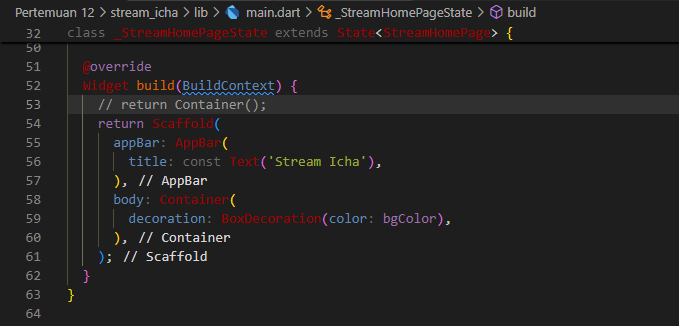 Pertemuan 12 > stream_icha > lib > main.dart > _StreamHomePageState > build
32 class _StreamHomePageState extends State<StreamHomePage> {
50
51 @override
52 Widget build(BuildContext) {
53 // return Container();
54 return Scaffold(
55 appBar: AppBar(
56 title: const Text('Stream Icha'),
57 ), // AppBar
58 body: Container(
59 decoration: BoxDecoration(color: bgColor),
60 ), // Container
61 ); // Scaffold
62 }
63 }
64